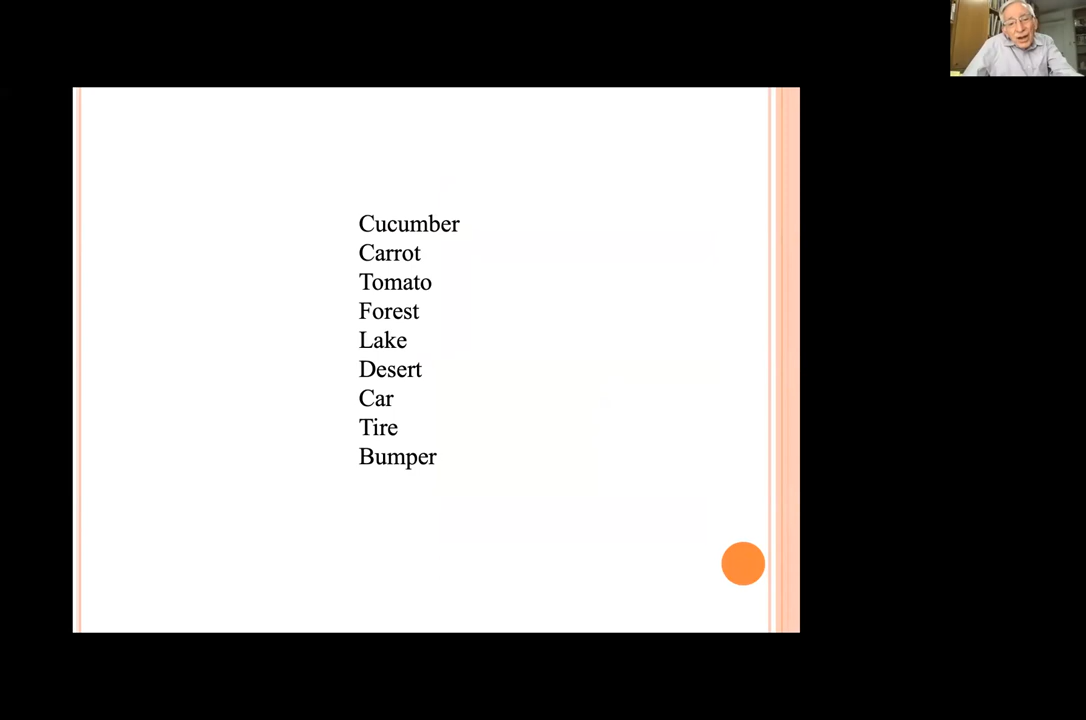 Cucumber
Carrot
Tomato
Forest
Lake
Desert
Car
Tire
Bumper